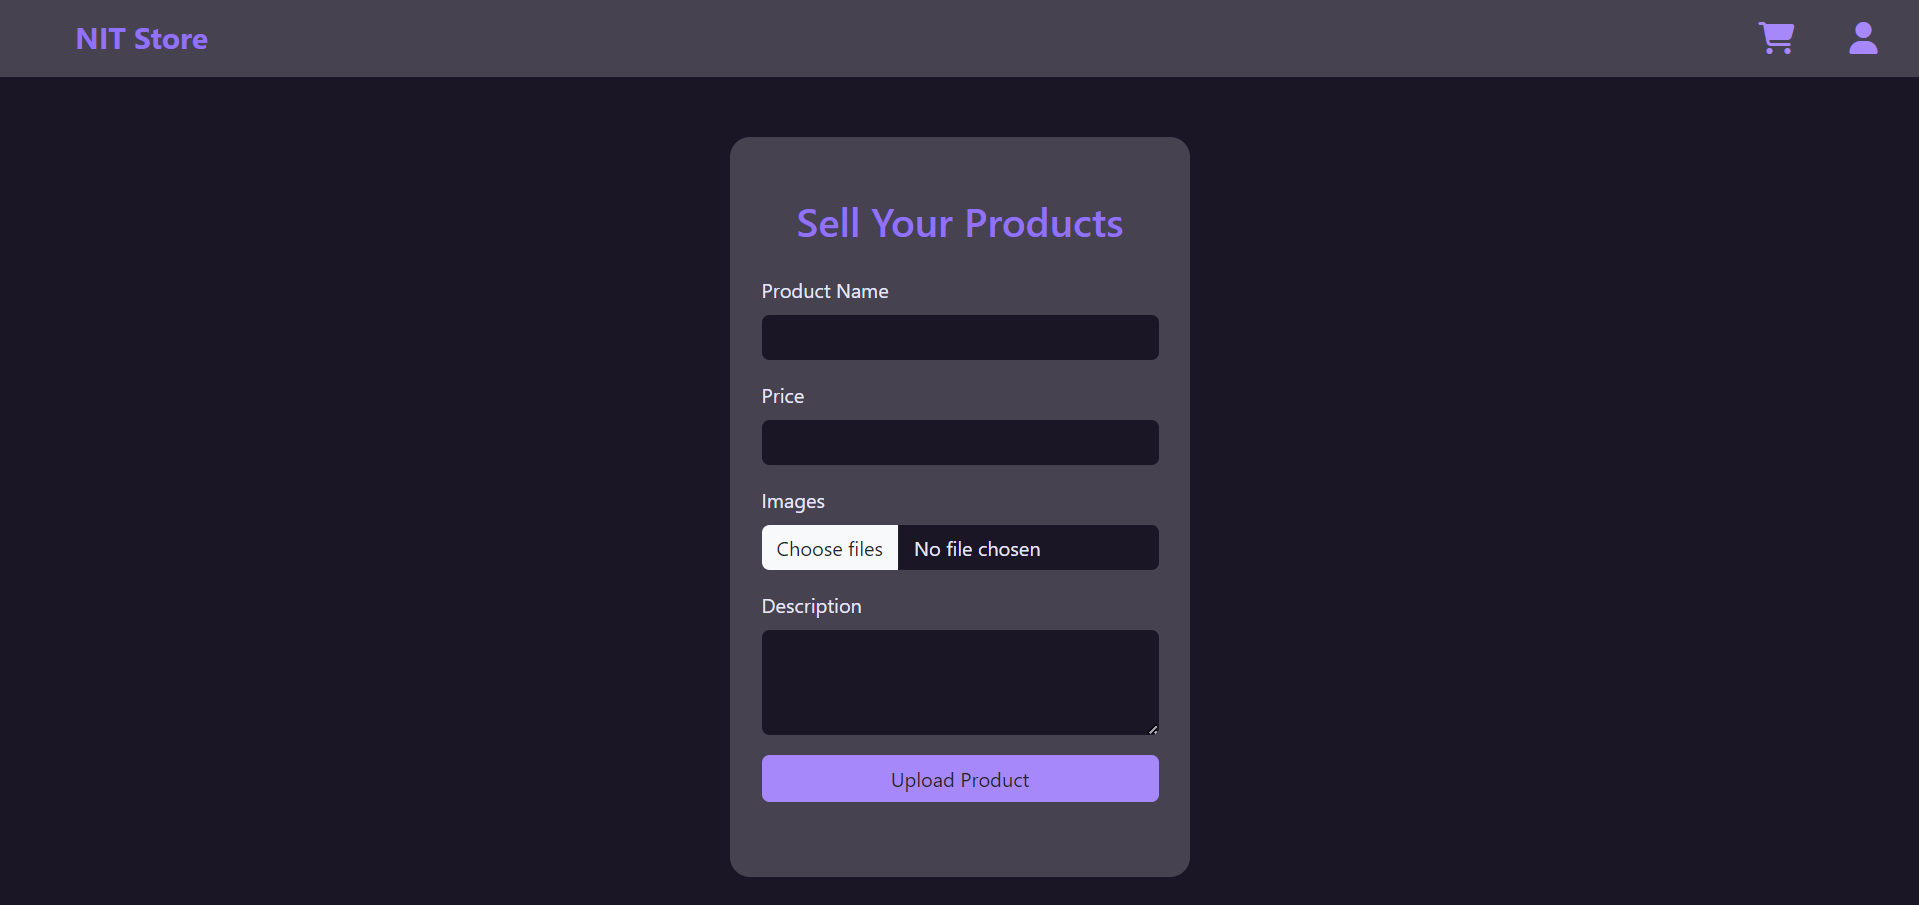 NIT Store
Sell Your Products
Product Name
Price
Images
Choose files No file chosen
Description
Upload Product